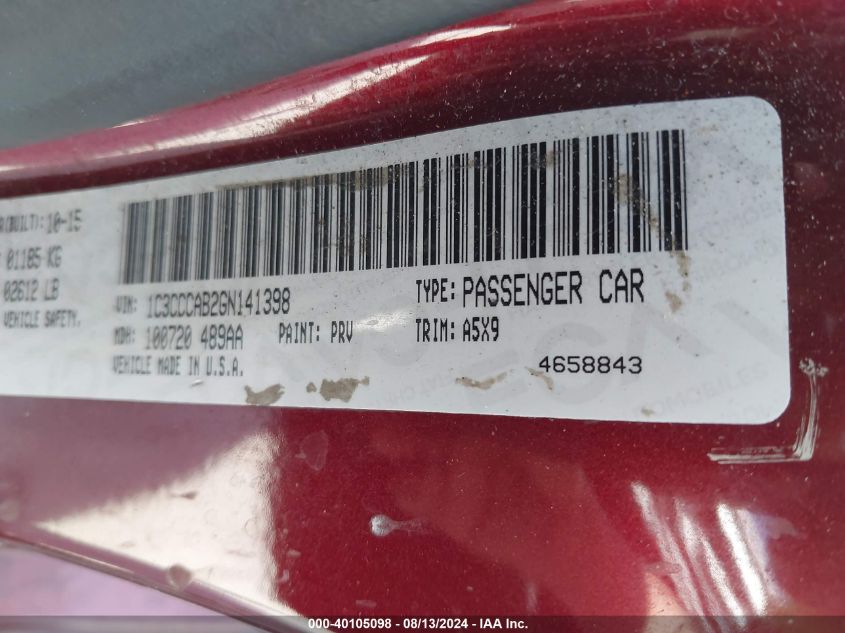 (BUILT): 10-15
01185 KG
02612 LB
VEHICLE SAFETY.
VIN: 1C3CCCAB2GN141398 TYPE: PASSENGER CAR
MDH: 100720 489AA PAINT: PRV TRIM: A5X9
VEHICLE MADE IN U.S.A.
4658843
000-40105098 - 08/13/2024 - IAA Inc.